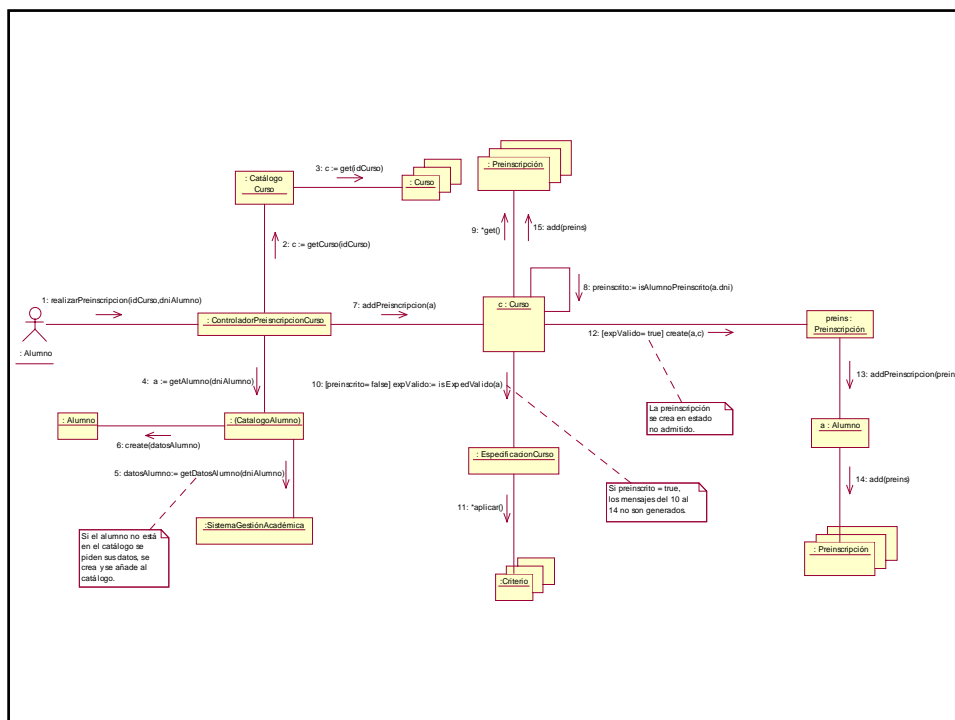 : Preinscripción
3: c := get(idCurso)
: Catálogo
Curso
: Curso
9: *get()
15: add(preins)
2: c := getCurso(idCurso)
8: preinscrito:= isAlumnoPreinscrito(a.dni)
1: realizarPreinscripcion(idCurso,dniAlumno)
7: addPresncripcion(a)
c : Curso
: ControladorPreisncripcionCurso
preins :
Preinscripción
12: [expValido= true] create(a,c)
: Alumno
4: a := getAlumno(dniAlumno)
10: [preinscrito= false] expValido:= isExpedValido(a)
13: addPreinscripcion(prein
La preinscripción
se crea en estado
no admitido.
: Alumno
: (CatalogoAlumno)
a : Alumno
6: create(datosAlumno)
: EspecificacionCurso
5: datosAlumno:= getDatosAlumno(dniAlumno)
14: add(preins)
Si preinscrito = true,
los mensajes del 10 al
14 no son generados.
11: *aplicar()
:SistemaGestiónAcadémica
Si el alumno no está
en el catálogo se
piden sus datos, se
crea y se añade al
catálogo.
: Preinscripción
:Criterio